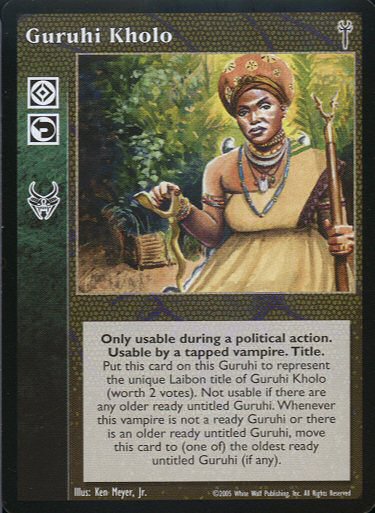 Guruhi Kholo
Only usable during a political action.
Usable by a tapped vampire. Title.
Put this card on this Guruhi to represent
the unique Laibon title of Guruhi Kholo
(worth 2 votes). Not usable if there are
any older ready untitled Guruhi. Whenever
this vampire is not a ready Guruhi or there
is an older ready untitled Guruhi, move
this card to (one of) the oldest ready
untitled Guruhi (if any).
Illus: Ken Meyer, Jr.
©2005 White Wolf Publishing, Inc. All Rights Reserved